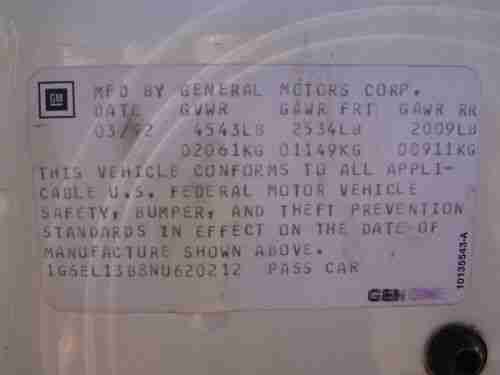 GM
MFD BY GENERAL MOTORS CORP.
DATE GVWR GAWR FRT GAWR RR
03/92 4543LB 2534LB 2009LB
02061KG 01149KG 00911KG
THIS VEHICLE CONFORMS TO ALL APPLI-
CABLE U.S. FEDERAL MOTOR VEHICLE
SAFETY, BUMPER, AND THEFT PREVENTION
STANDARDS IN EFFECT ON THE DATE OF
MANUFACTURE SHOWN ABOVE.
1G6EL13B8NU620212 PASS CAR
10135543-A